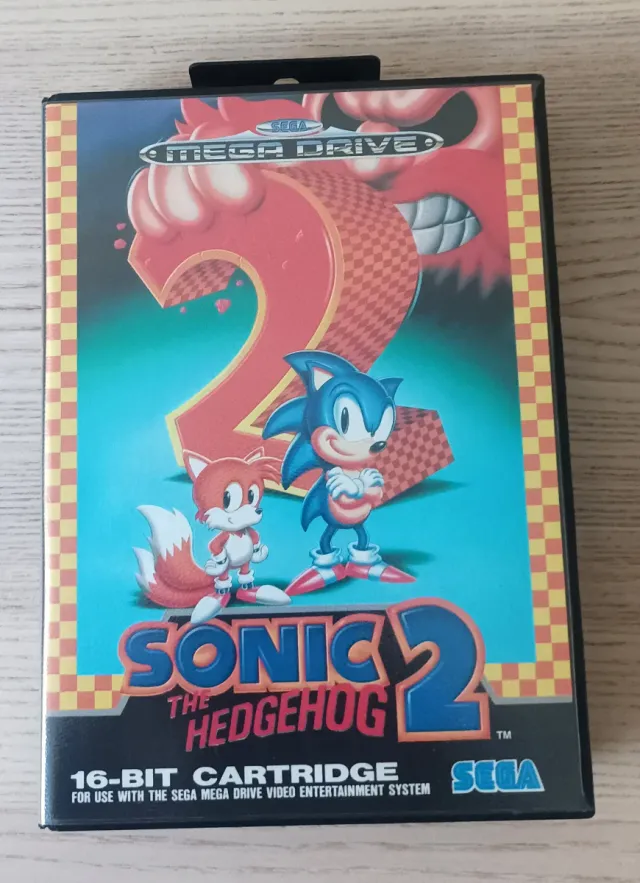 SEGA
MEGA DRIVE
2
SONIC
THE
HEDGEHOG 2
TM
16-BIT CARTRIDGE
FOR USE WITH THE SEGA MEGA DRIVE VIDEO ENTERTAINMENT SYSTEM
SEGA